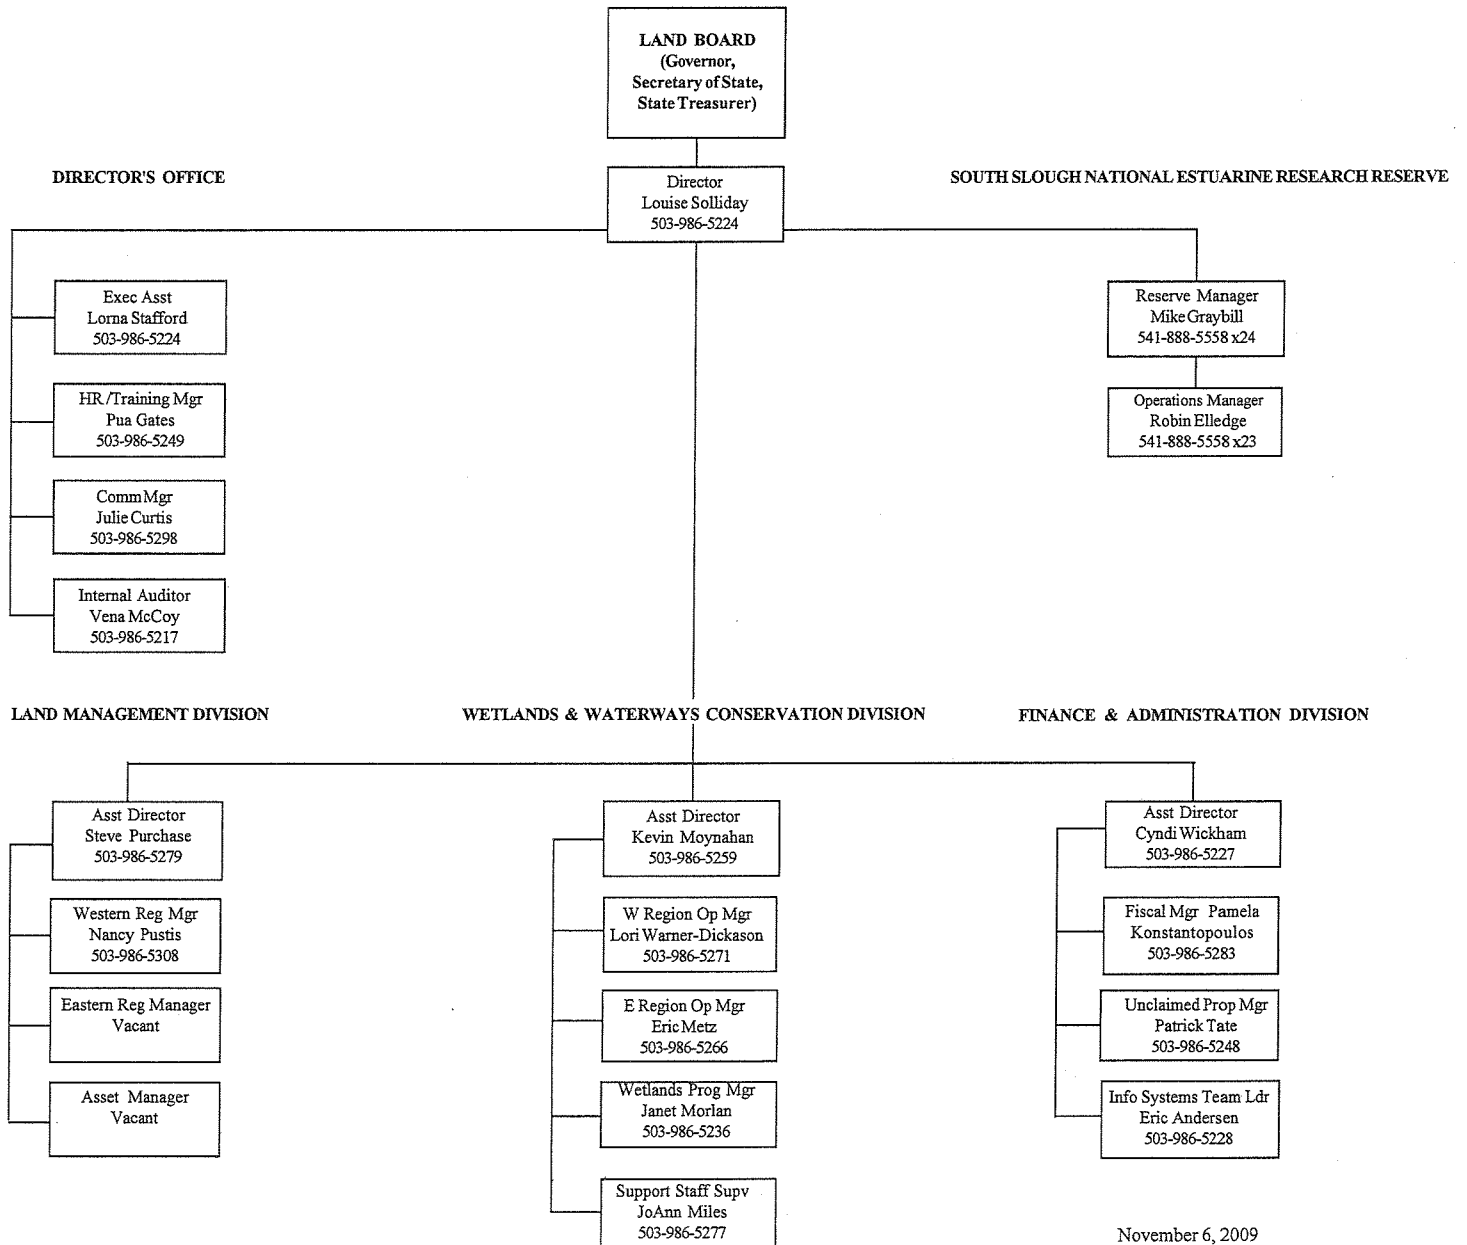 LAND BOARD
(Governor,
Secretary of State,
State Treasurer)
DIRECTOR'S OFFICE
Director
Louise Solliday
503-986-5224
SOUTH SLOUGH NATIONAL ESTUARINE RESEARCH RESERVE
Exec Asst
Lorna Stafford
503-986-5224
HR/Training Mgr
Pua Gates
503-986-5249
Comm Mgr
Julie Curtis
503-986-5298
Internal Auditor
Vena McCoy
503-986-5217
Reserve Manager
Mike Graybill
541-888-5558 x24
Operations Manager
Robin Elledge
541-888-5558 x23
LAND MANAGEMENT DIVISION
Asst Director
Steve Purchase
503-986-5279
Western Reg Mgr
Nancy Pustis
503-986-5308
Eastern Reg Manager
Vacant
Asset Manager
Vacant
WETLANDS & WATERWAYS CONSERVATION DIVISION
Asst Director
Kevin Moynahan
503-986-5259
W Region Op Mgr
Lori Warner-Dickason
503-986-5271
E Region Op Mgr
Eric Metz
503-986-5266
Wetlands Prog Mgr
Janet Morlan
503-986-5236
Support Staff Supv
JoAnn Miles
503-986-5277
FINANCE & ADMINISTRATION DIVISION
Asst Director
Cyndi Wickham
503-986-5227
Fiscal Mgr Pamela
Konstantopoulos
503-986-5283
Unclaimed Prop Mgr
Patrick Tate
503-986-5248
Info Systems Team Ldr
Eric Andersen
503-986-5228
November 6, 2009